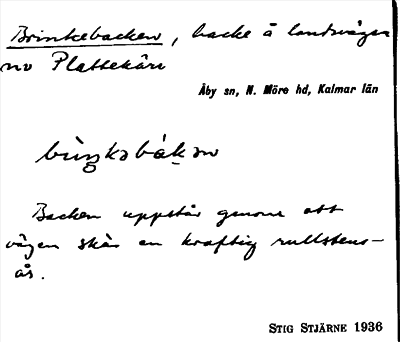 Brinkebacken, backe å landsvägen
nv Plattekärr
Åby sn, N. Möre hd, Kalmar län
Backen uppstår genom att
vägen skär en kraftig rullstens-
ås.
STIG STJÄRNE 1936